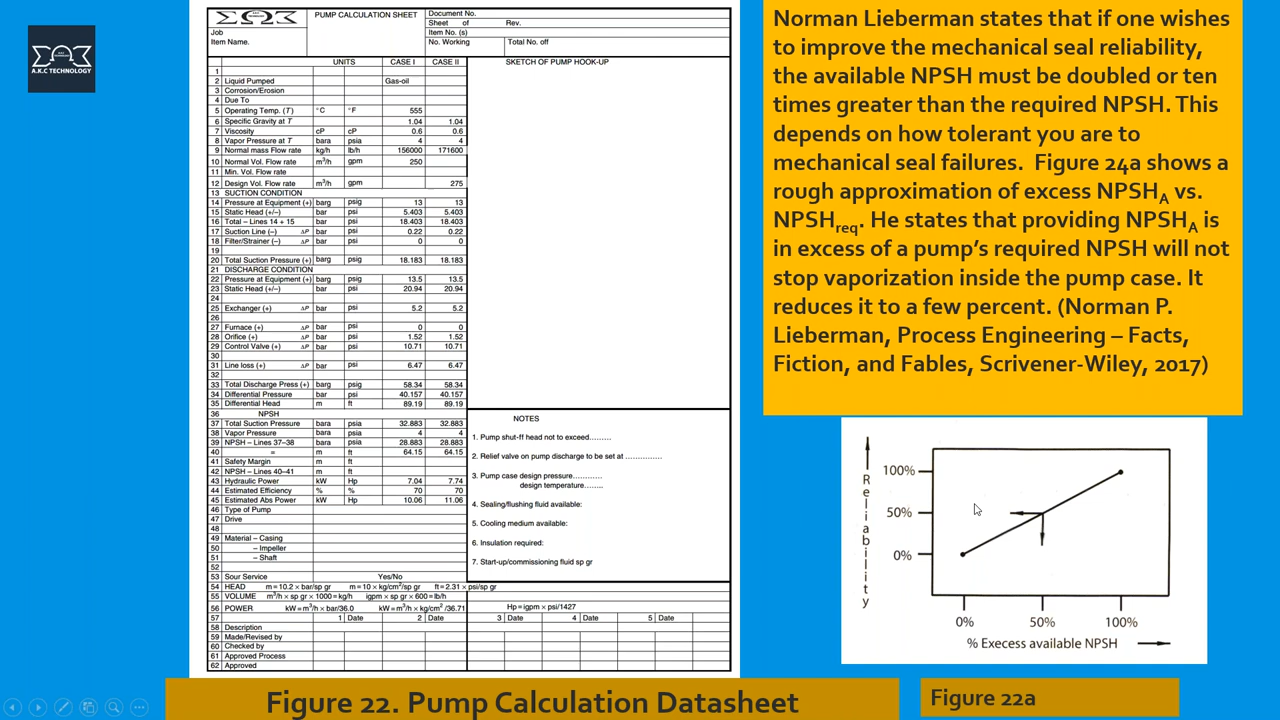 A.K.C TECHNOLOGY
ΣΩΣ
TECHNOLOGY
PUMP CALCULATION SHEET
Document No.
Sheet of Rev.
Job
Item No. (s)
Item Name.
No. Working Total No. off
UNITS CASE I CASE II SKETCH OF PUMP HOOK-UP
1
2 Liquid Pumped Gas-oil
3 Corrosion/Erosion
4 Due To
5 Operating Temp. (T) °C °F 555
6 Specific Gravity at T 1.04 1.04
7 Viscosity cP cP 0.6 0.6
8 Vapor Pressure at T bara psia 4 4
9 Normal mass Flow rate kg/h lb/h 156000 171600
10 Normal Vol. Flow rate m³/h gpm 250
11 Min. Vol. Flow rate
12 Design Vol. Flow rate m³/h gpm 275
13 SUCTION CONDITION
14 Pressure at Equipment (+) barg psig 13 13
15 Static Head (+/–) bar psi 5.403 5.403
16 Total – Lines 14 + 15 bar psi 18.403 18.403
17 Suction Line (–) ΔP bar psi 0.22 0.22
18 Filter/Strainer (–) ΔP bar psi 0 0
19
20 Total Suction Pressure (+) barg psig 18.183 18.183
21 DISCHARGE CONDITION
22 Pressure at Equipment (+) barg psig 13.5 13.5
23 Static Head (+/–) bar psi 20.94 20.94
24
25 Exchanger (+) ΔP bar psi 5.2 5.2
26
27 Furnace (+) ΔP bar psi 0 0
28 Orifice (+) ΔP bar psi 1.52 1.52
29 Control Valve (+) ΔP bar psi 10.71 10.71
30
31 Line loss (+) ΔP bar psi 6.47 6.47
32
33 Total Discharge Press (+) barg psig 58.34 58.34
34 Differential Pressure bar psi 40.157 40.157
35 Differential Head m ft 89.19 89.19
36 NPSH
37 Total Suction Pressure bara psia 32.883 32.883
38 Vapor Pressure bara psia 4 4
39 NPSH – Lines 37–38 bara psia 28.883 28.883
40 = m ft 64.15 64.15
41 Safety Margin m ft
42 NPSH – Lines 40–41 m ft
43 Hydraulic Power kW Hp 7.04 7.74
44 Estimated Efficiency % % 70 70
45 Estimated Abs Power kW Hp 10.06 11.06
46 Type of Pump
47 Drive
48
49 Material – Casing
50 – Impeller
51 – Shaft
52
53 Sour Service Yes/No
NOTES
1. Pump shut-ff head not to exceed.......
2. Relief valve on pump discharge to be set at ..............
3. Pump case design pressure...........
design temperature.......
4. Sealing/flushing fluid available:
5. Cooling medium available:
6. Insulation required:
7. Start-up/commissioning fluid sp gr
54 HEAD m = 10.2 × bar/sp gr m = 10 × kg/cm²/sp gr ft = 2.31 × psi/sp gr
55 VOLUME m³/h × sp gr × 1000 = kg/h igpm × sp gr × 600 = lb/h
56 POWER kW = m³/h × bar/36.0 kW = m³/h × kg/cm² /36.71 Hp = igpm × psi/1427
57 1 Date 2 Date 3 Date 4 Date 5 Date
58 Description
59 Made/Revised by
60 Checked by
61 Approved Process
62 Approved
Norman Lieberman states that if one wishes
to improve the mechanical seal reliability,
the available NPSH must be doubled or ten
times greater than the required NPSH. This
depends on how tolerant you are to
mechanical seal failures. Figure 24a shows a
rough approximation of excess NPSHA vs.
NPSHreq. He states that providing NPSHA is
in excess of a pump's required NPSH will not
stop vaporization inside the pump case. It
reduces it to a few percent. (Norman P.
Lieberman, Process Engineering – Facts,
Fiction, and Fables, Scrivener-Wiley, 2017)
Reliability
100%
50%
0%
0% 50% 100%
% Execess available NPSH
Figure 22. Pump Calculation Datasheet
Figure 22a